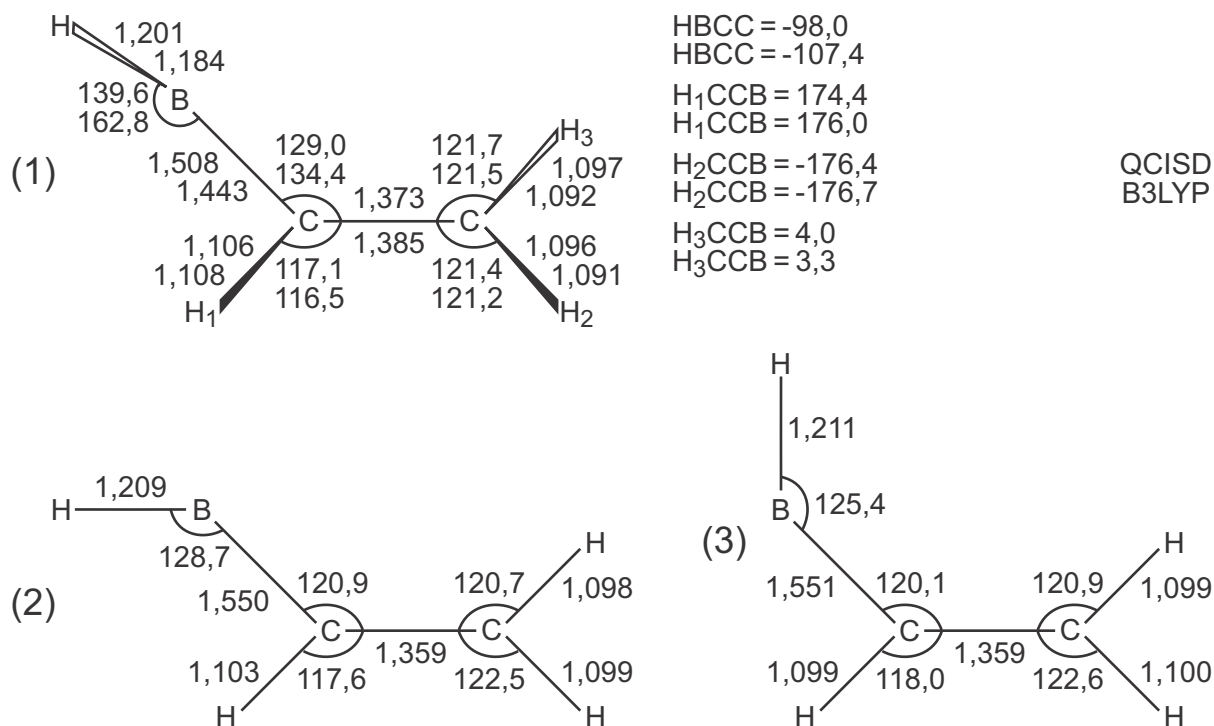 H
1,201
1,184
139,6
162,8
B
1,508
1,443
129,0
134,4
1,373
1,385
121,7
121,5
H3
1,097
1,092
(1)
C
C
1,106
1,108
117,1
116,5
121,4
121,2
1,096
1,091
H1
H2
HBCC = -98,0
HBCC = -107,4
H1CCB = 174,4
H1CCB = 176,0
H2CCB = -176,4
H2CCB = -176,7
H3CCB = 4,0
H3CCB = 3,3
QCISD
B3LYP
H
1,209
B
128,7
(2)
1,550
120,9
120,7
H
1,098
C
C
1,359
1,103
117,6
122,5
1,099
H
H
H
1,211
B
125,4
(3)
1,551
120,1
120,9
H
1,099
C
C
1,359
1,099
118,0
122,6
1,100
H
H